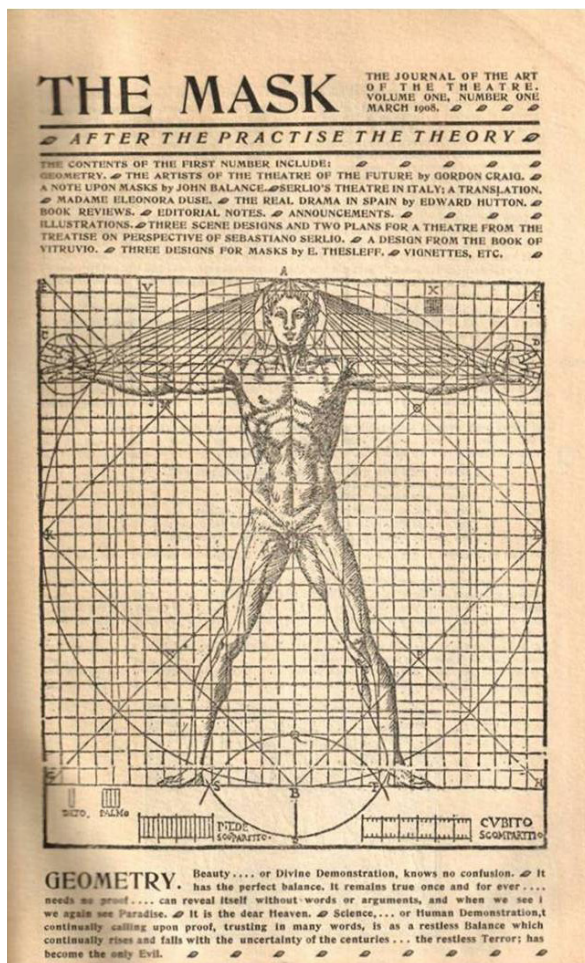 THE MASK
THE JOURNAL OF THE ART
OF THE THEATRE.
VOLUME ONE, NUMBER ONE
MARCH 1908.
AFTER THE PRACTISE THE THEORY
THE CONTENTS OF THE FIRST NUMBER INCLUDE:
GEOMETRY. THE ARTISTS OF THE THEATRE OF THE FUTURE by GORDON CRAIG.
A NOTE UPON MASKS by JOHN BALANCE. SERLIO'S THEATRE IN ITALY; A TRANSLATION.
MADAME ELEONORA DUSE. THE REAL DRAMA IN SPAIN by EDWARD HUTTON.
BOOK REVIEWS. EDITORIAL NOTES. ANNOUNCEMENTS.
ILLUSTRATIONS. THREE SCENE DESIGNS AND TWO PLANS FOR A THEATRE FROM THE
TREATISE ON PERSPECTIVE OF SEBASTIANO SERLIO. A DESIGN FROM THE BOOK OF
VITRUVIO. THREE DESIGNS FOR MASKS by E. THESLEFF. VIGNETTES, ETC.
A
V X
C D
K
S B T
PALMO
CVBITO
SCOMPARTITO
GEOMETRY. Beauty .... or Divine Demonstration, knows no confusion. It
has the perfect balance. It remains true once and for ever ....
needs no proof .... can reveal itself without words or arguments, and when we see i
we again see Paradise. It is the dear Heaven. Science,... or Human Demonstration,t
continually calling upon proof, trusting in many words, is as a restless Balance which
continually rises and falls with the uncertainty of the centuries ... the restless Terror; has
become the only Evil.